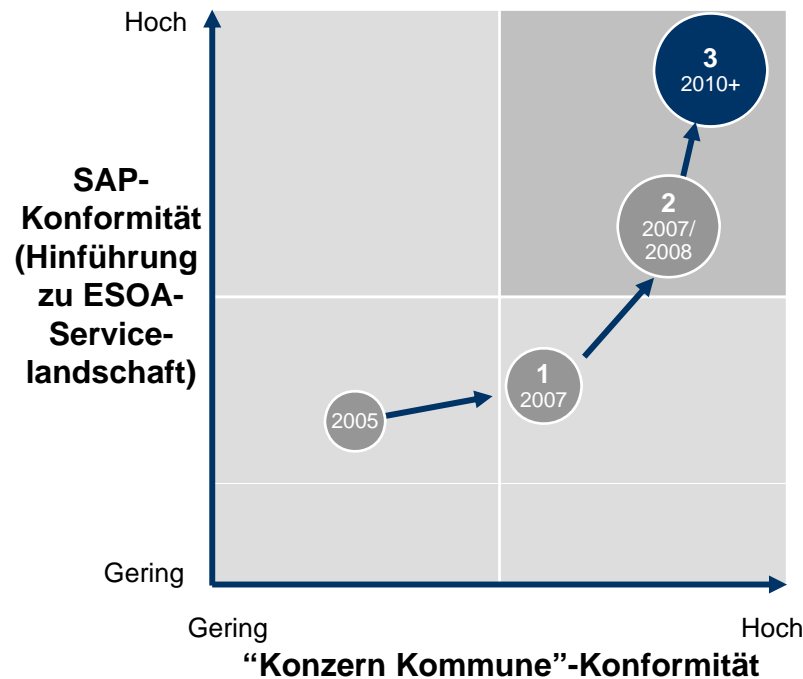 Hoch
3
2010+
SAP-
Konformität
(Hinführung
zu ESOA-
Service-
landschaft)
2
2007/
2008
1
2007
2005
Gering
Gering
Hoch
“Konzern Kommune”-Konformität